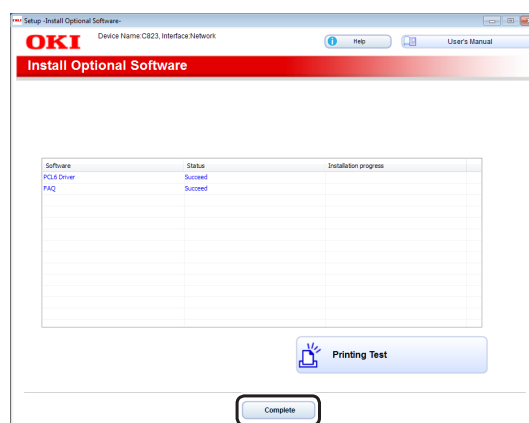 Setup -Install Optional Software-
OKI
Device Name:C823, Interface:Network
Help
User's Manual
Install Optional Software
Software Status Installation progress
PCL6 Driver Succeed
FAQ Succeed
Printing Test
Complete